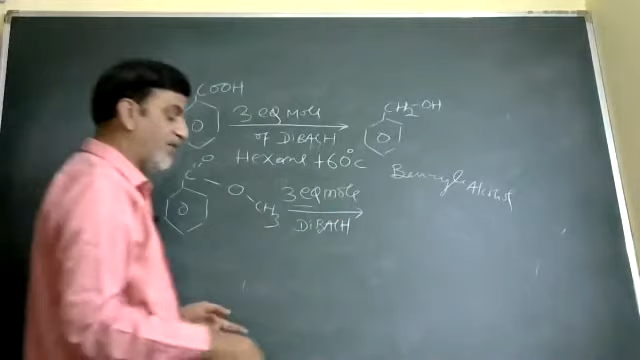 COOH
3 eq mole
of DiBAlH
Hexane +60°C
CH2-OH
Benzyl Alcohol
C
O
O
CH3
3 eq mole
DiBAlH